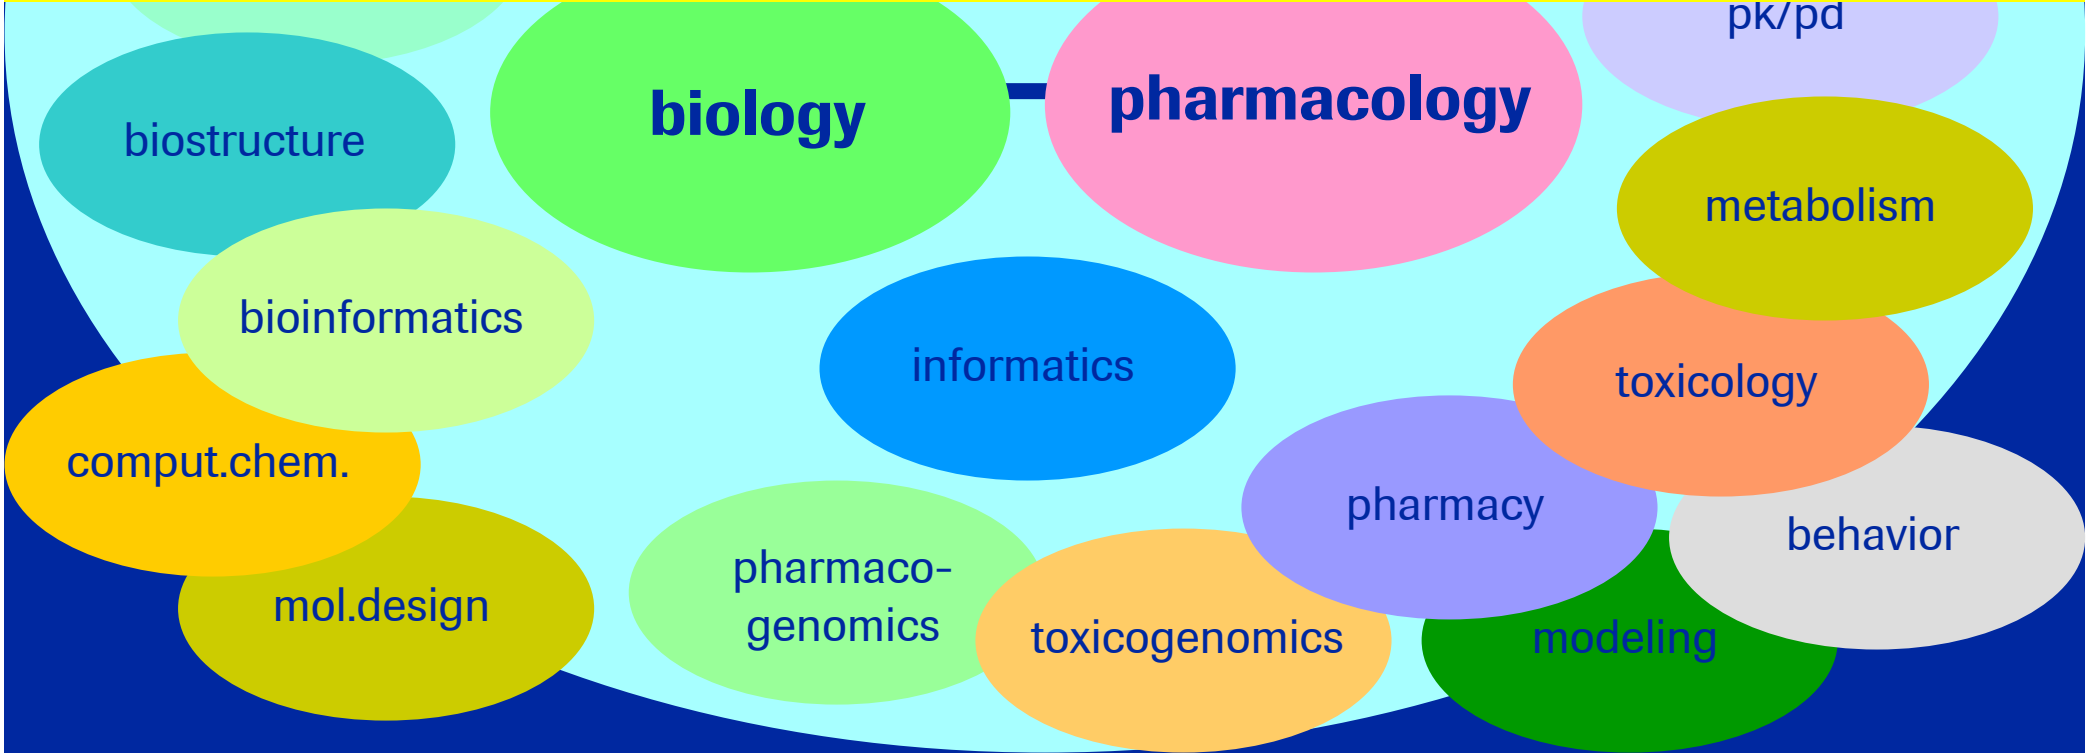 pk/pd
biology
pharmacology
biostructure
metabolism
bioinformatics
informatics
toxicology
comput.chem.
pharmacy
behavior
pharmaco-
genomics
mol.design
toxicogenomics
modeling